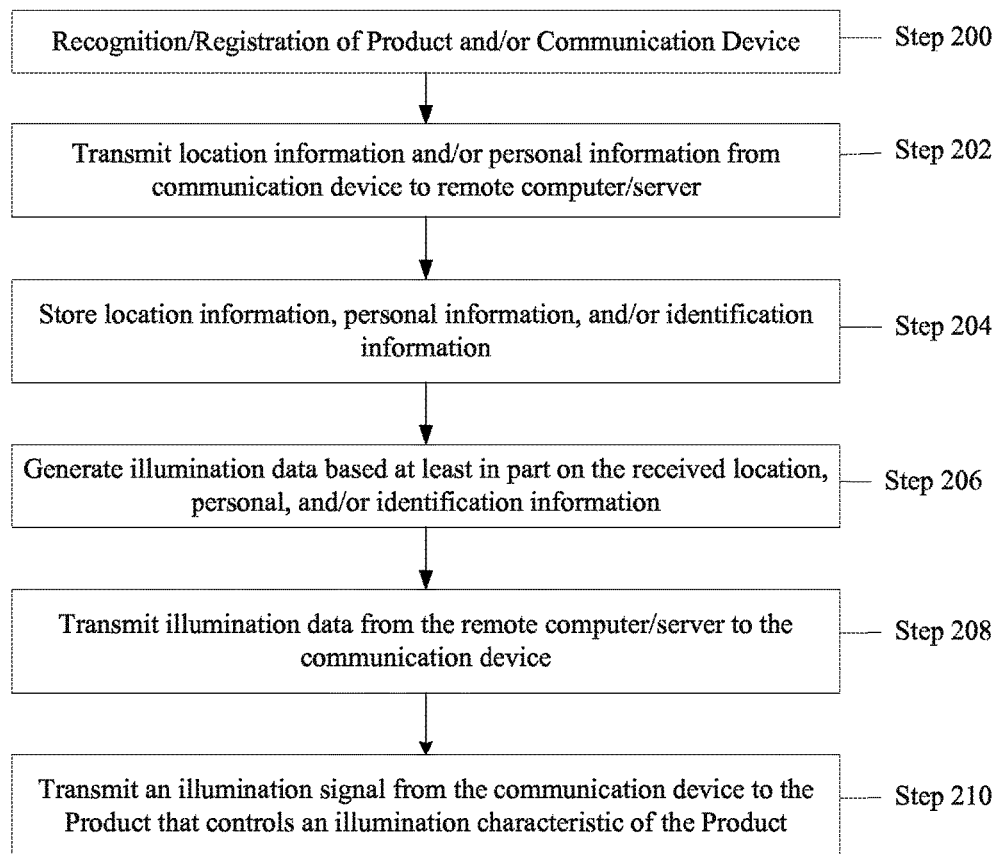 Recognition/Registration of Product and/or Communication Device
Step 200
Transmit location information and/or personal information from
communication device to remote computer/server
Step 202
Store location information, personal information, and/or identification
information
Step 204
Generate illumination data based at least in part on the received location,
personal, and/or identification information
Step 206
Transmit illumination data from the remote computer/server to the
communication device
Step 208
Transmit an illumination signal from the communication device to the
Product that controls an illumination characteristic of the Product
Step 210